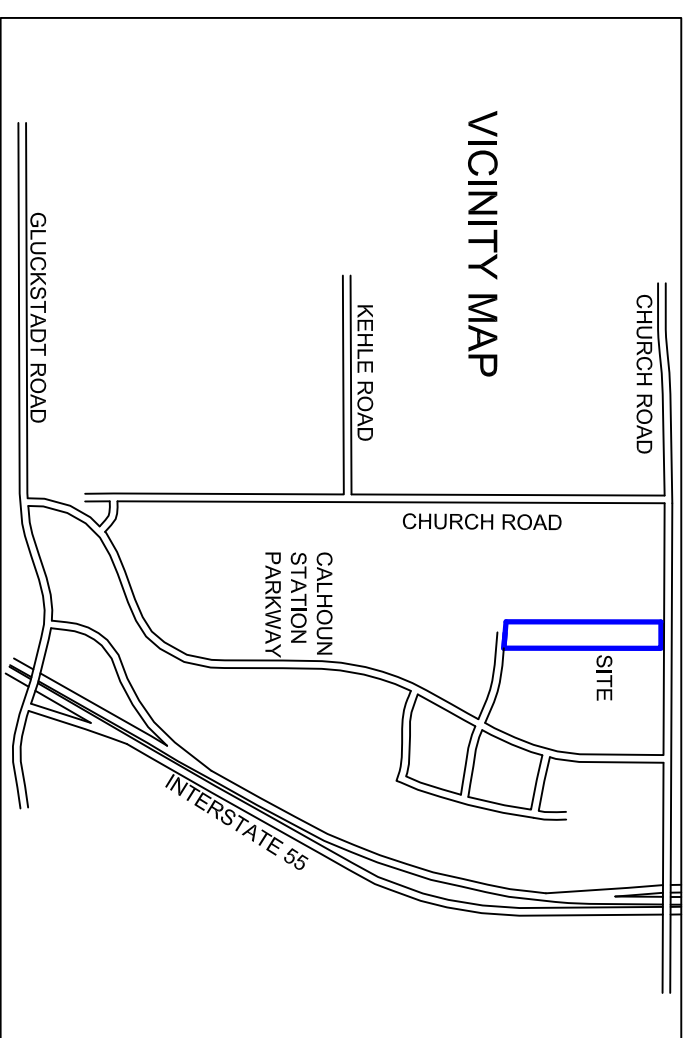 VICINITY MAP
CHURCH ROAD
KEHLE ROAD
GLUCKSTADT ROAD
CHURCH ROAD
SITE
CALHOUN
STATION
PARKWAY
INTERSTATE 55